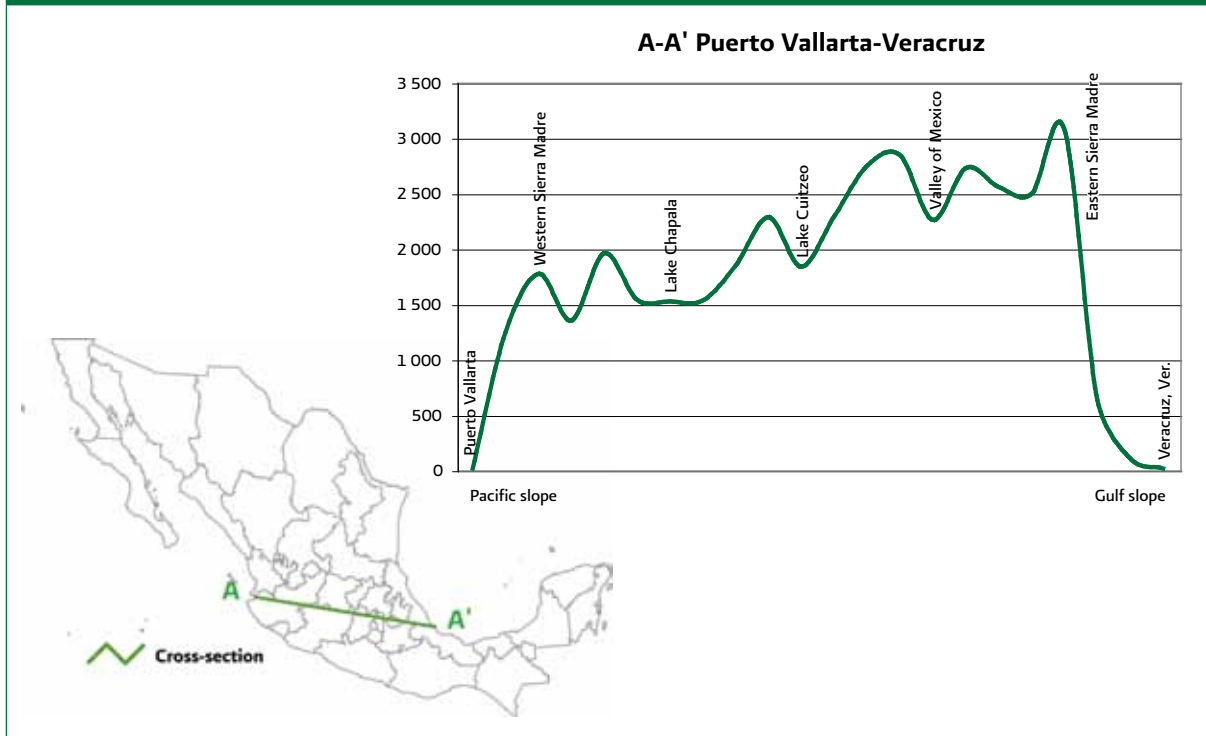 A-A' Puerto Vallarta-Veracruz
3 500
3 000
2 500
2 000
1 500
1 000
500
0
Puerto Vallarta
Western Sierra Madre
Lake Chapala
Lake Cuitzeo
Valley of Mexico
Eastern Sierra Madre
Veracruz, Ver.
Pacific slope
Gulf slope
A
A'
Cross-section